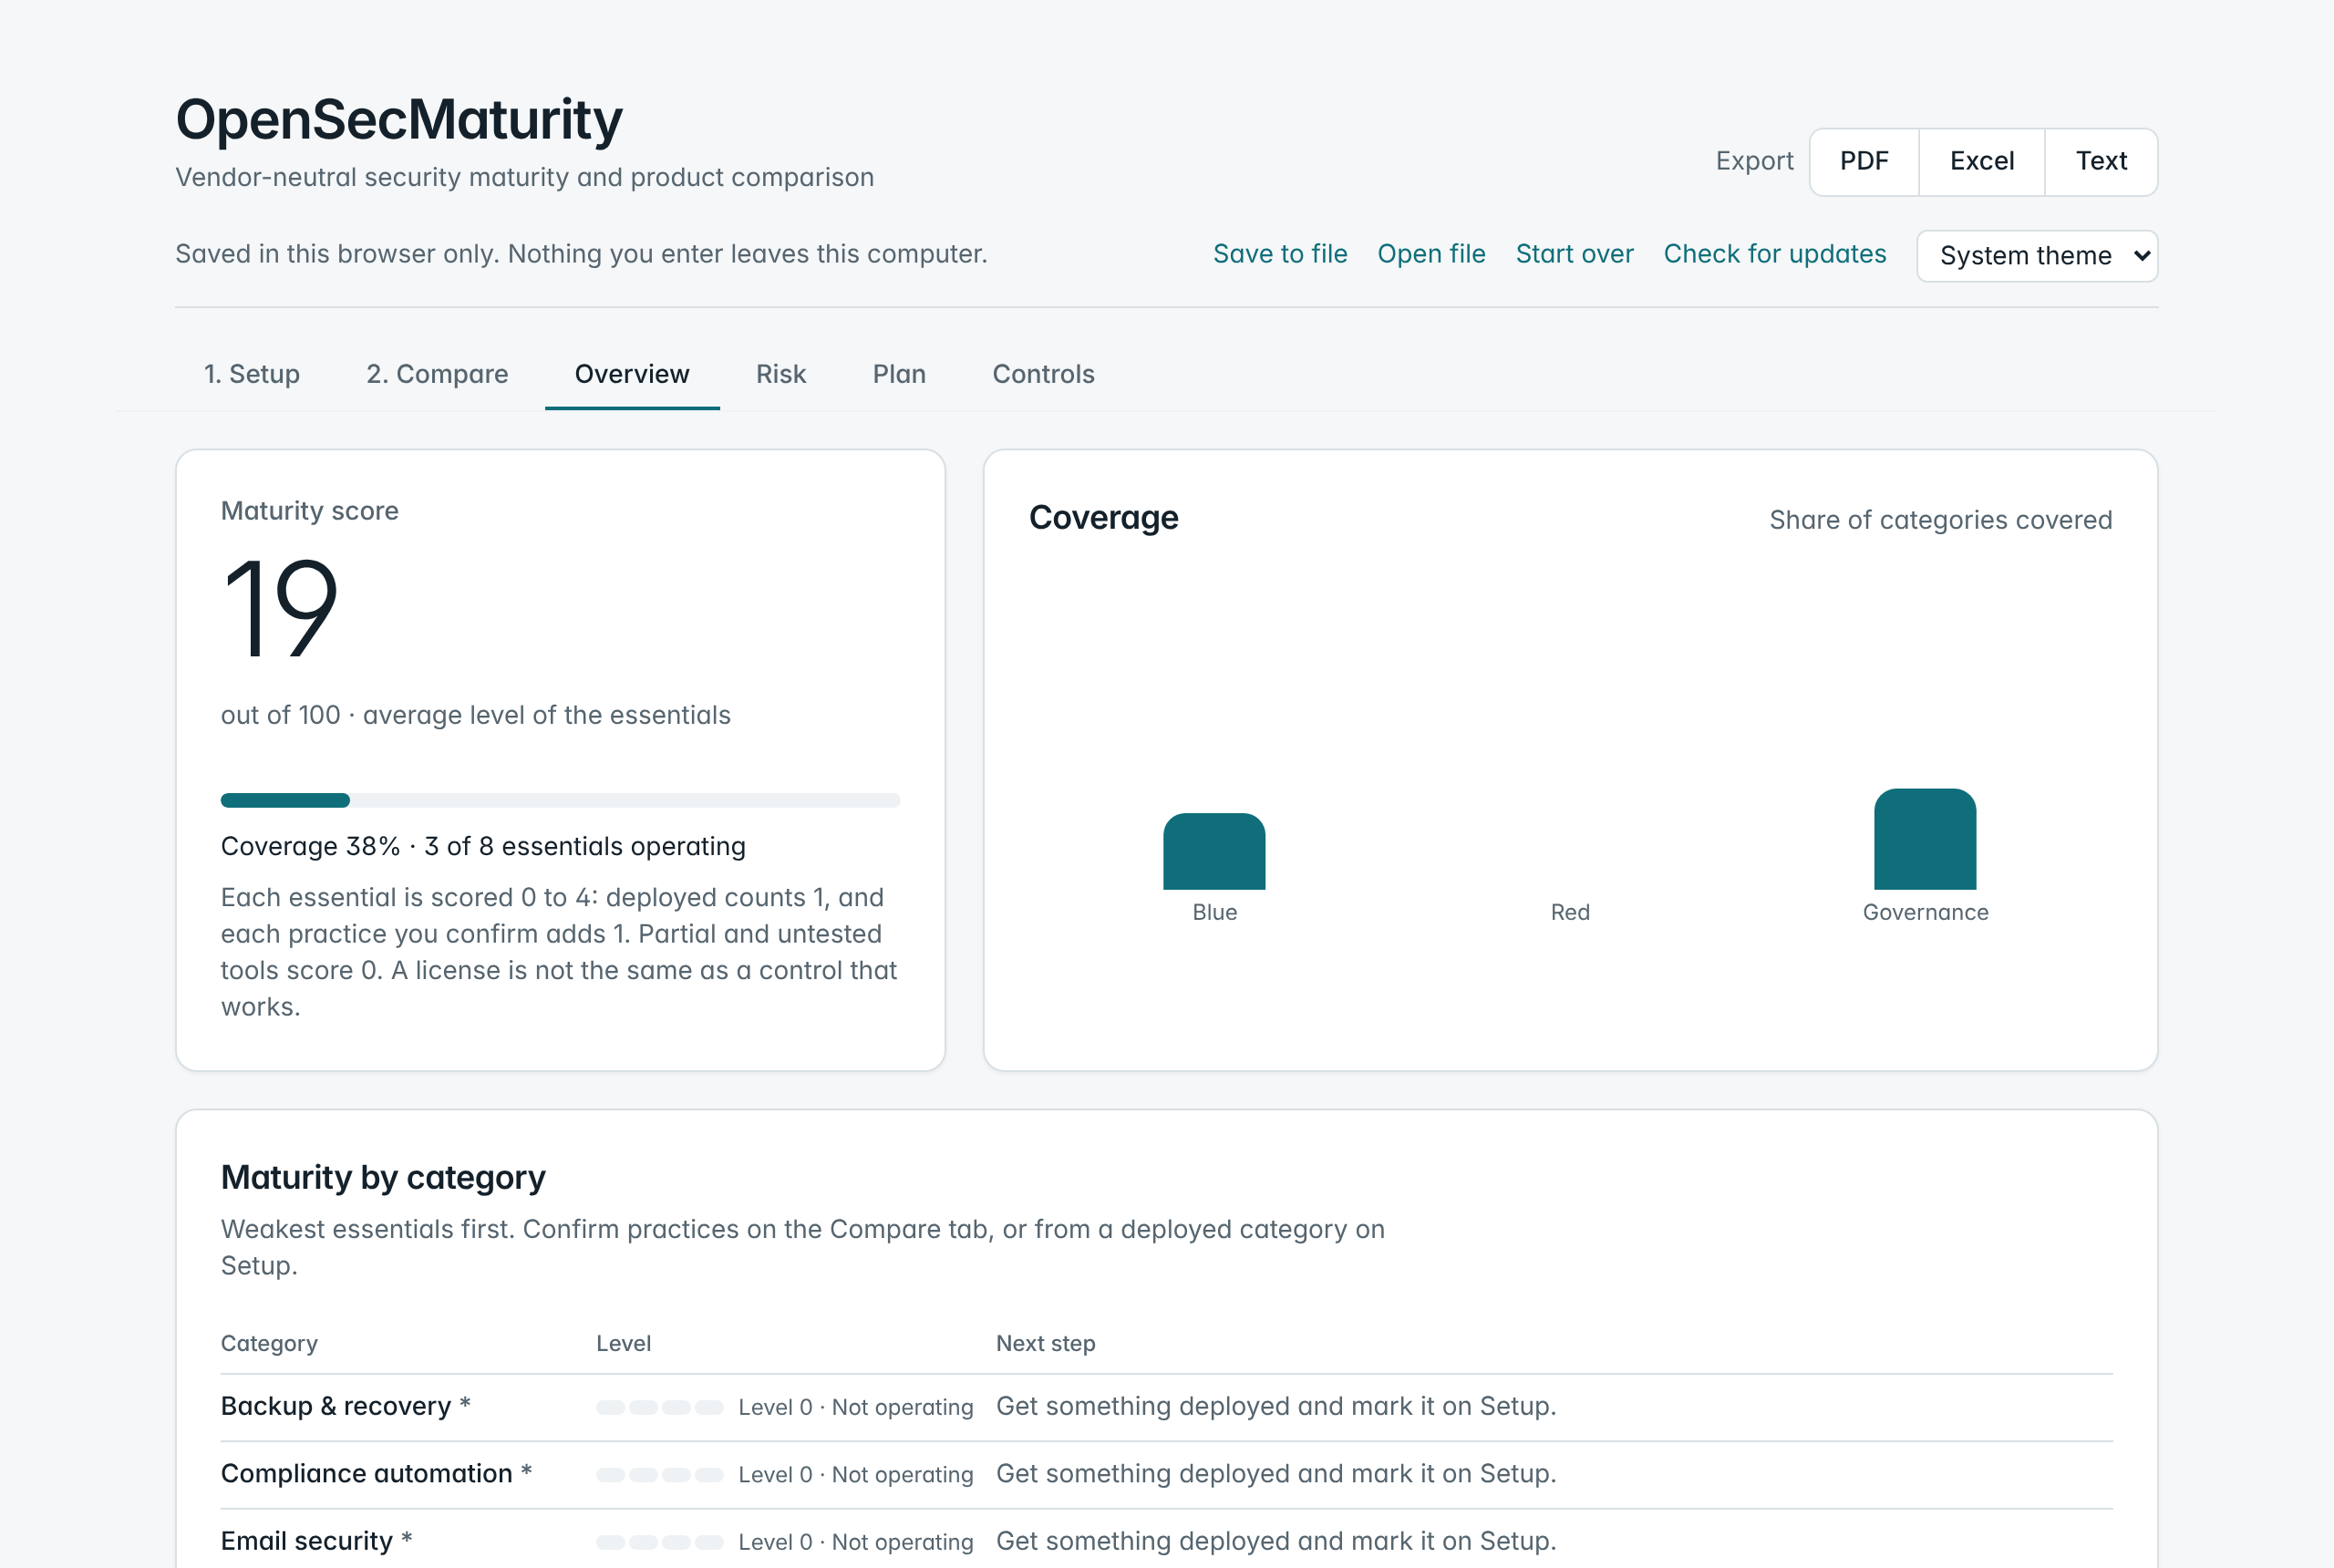 OpenSecMaturity
Vendor-neutral security maturity and product comparison
Export PDF Excel Text
Saved in this browser only. Nothing you enter leaves this computer.
Save to file Open file Start over Check for updates System theme
1. Setup 2. Compare Overview Risk Plan Controls
Maturity score
19
out of 100 · average level of the essentials
Coverage 38% · 3 of 8 essentials operating
Each essential is scored 0 to 4: deployed counts 1, and
each practice you confirm adds 1. Partial and untested
tools score 0. A license is not the same as a control that
works.
Coverage
Share of categories covered
Blue Red Governance
Maturity by category
Weakest essentials first. Confirm practices on the Compare tab, or from a deployed category on
Setup.
Category Level Next step
Backup & recovery * Level 0 · Not operating Get something deployed and mark it on Setup.
Compliance automation * Level 0 · Not operating Get something deployed and mark it on Setup.
Email security * Level 0 · Not operating Get something deployed and mark it on Setup.